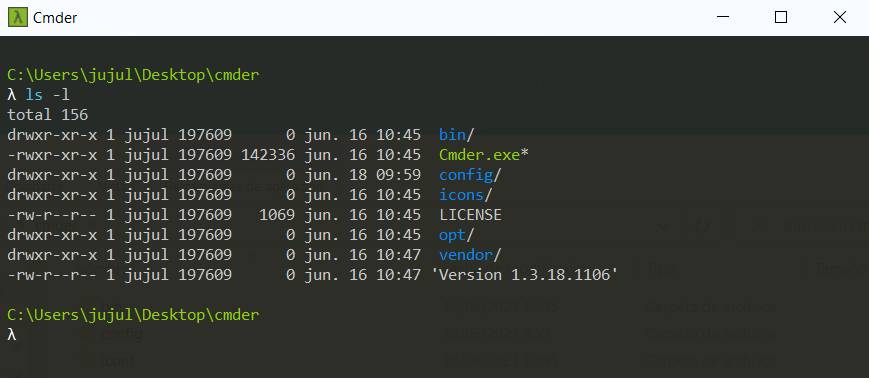 Cmder
C:\Users\jujul\Desktop\cmder
λ ls -l
total 156
drwxr-xr-x 1 jujul 197609      0 jun. 16 10:45  bin/
-rwxr-xr-x 1 jujul 197609 142336 jun. 16 10:45  Cmder.exe*
drwxr-xr-x 1 jujul 197609      0 jun. 18 09:59  config/
drwxr-xr-x 1 jujul 197609      0 jun. 16 10:45  icons/
-rw-r--r-- 1 jujul 197609   1069 jun. 16 10:45  LICENSE
drwxr-xr-x 1 jujul 197609      0 jun. 16 10:45  opt/
drwxr-xr-x 1 jujul 197609      0 jun. 16 10:47  vendor/
-rw-r--r-- 1 jujul 197609      0 jun. 16 10:47 'Version 1.3.18.1106'
C:\Users\jujul\Desktop\cmder
λ